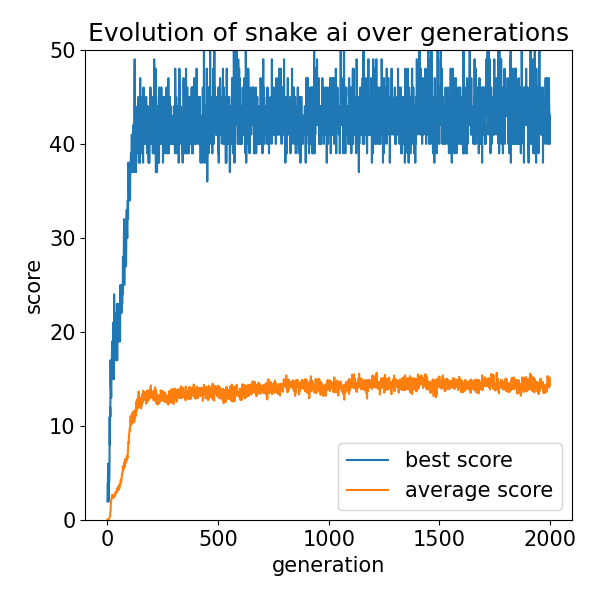 Evolution of snake ai over generations
50
40
30
20
10
0
score
best score
average score
0 500 1000 1500 2000
generation